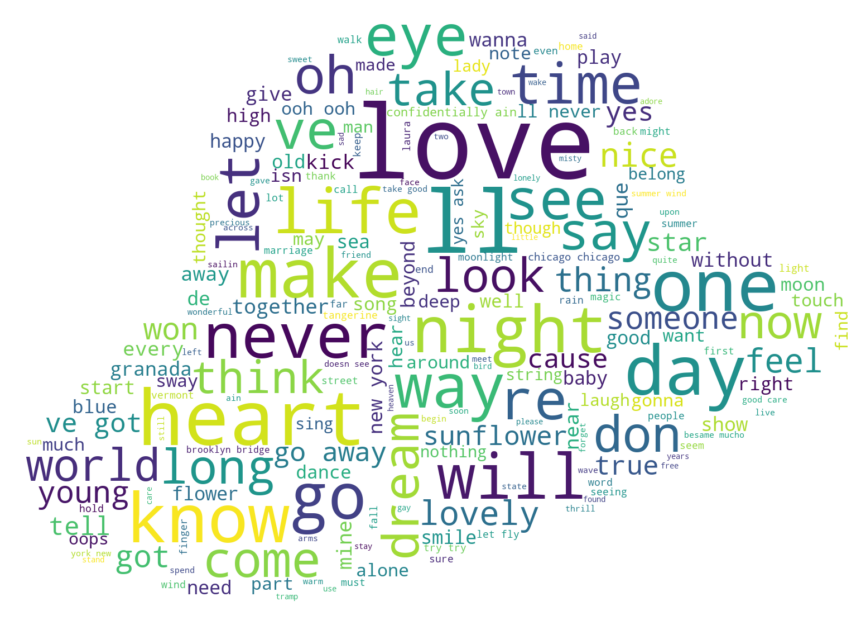 walk
eye
wanna
note
even
home
said
sweet
oh
made
lady
play
take
time
hair
wake
town
adore
give
ooh ooh
confidentially ain
ll never
yes
high
ve
man
sad
keep
laura
two
love
back
might
happy
let
old
kick
face
misty
nice
isn
thank
belong
book
gave
lot
call
take good
lonely
yes ask
see
que
summer wind
life
ll
sky
say
upon
thought
precious
across
may
sea
friend
little
though
summer
star
quite
marriage
beyond
end
moonlight
chicago chicago
without
light
away
sailin
make
look
thing
one
moon
de
wonderful
together
far
song
deep
well
rain
magic
touch
won
never
tangerine
sight
us
night
someone
now
find
every
left
doesn see
hear
around
meet
cause
good
want
granada
think
street
new york
bird
string
baby
day
first
feel
start
vermont
sway
heaven
way
re
laugh
gonna
right
good care
live
blue
ain
heart
begin
soon
please
near
people
show
ve got
still
sing
sunflower
forget
don
besame mucho
seem
sun
much
brooklyn bridge
go away
dream
nothing
true
years
world
long
care
dance
state
wave
word
free
young
flower
go
gay
will
found
seeing
hold
know
mine
fall
lovely
thrill
tell
finger
arms
smile
let fly
oops
york new
stand
got
come
stay
try try
sure
spend
warm
alone
wind
need
part
must
tramp
use